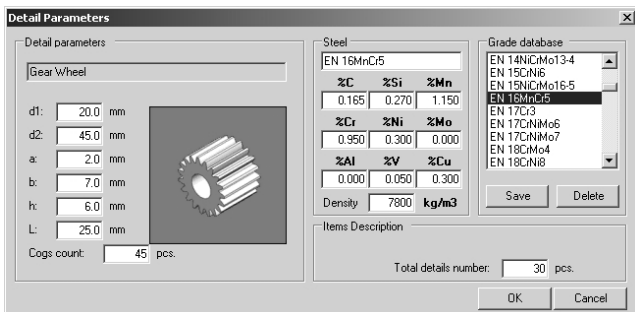 Detail Parameters
Detail parameters
Gear Wheel
d1: 20.0 mm
d2: 45.0 mm
a: 2.0 mm
b: 7.0 mm
h: 6.0 mm
L: 25.0 mm
Cogs count: 45 pcs.
Steel
EN 16MnCr5
%C %Si %Mn
0.165 0.270 1.150
%Cr %Ni %Mo
0.950 0.300 0.000
%Al %V %Cu
0.000 0.050 0.300
Density 7800 kg/m3
Grade database
EN 14NiCrMo13-4
EN 15CrNi6
EN 15NiCrMo16-5
EN 16MnCr5
EN 17Cr3
EN 17CrNiMo6
EN 17CrNiMo7
EN 18CrMo4
EN 18CrNi8
Save Delete
Items Description
Total details number: 30 pcs.
OK Cancel